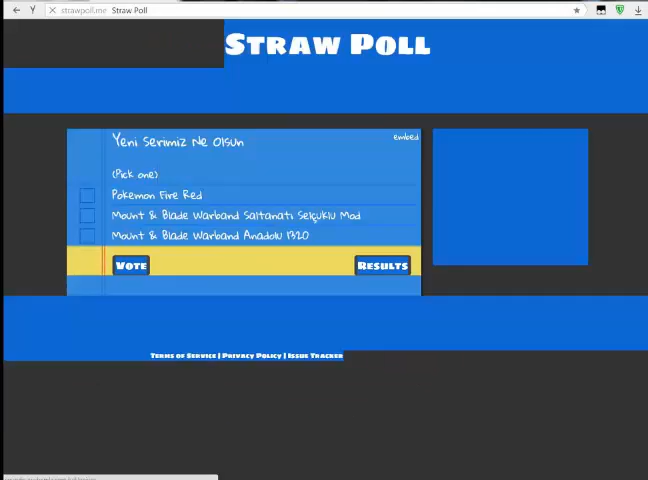 strawpoll.me Straw Poll
Straw Poll
Yeni Serimiz Ne Olsun
embed
(Pick one)
Pokemon Fire Red
Mount & Blade Warband Saltanatı Selçuklu Mod
Mount & Blade Warband Anadolu 1320
Vote
Results
Terms of Service | Privacy Policy | Issue Tracker